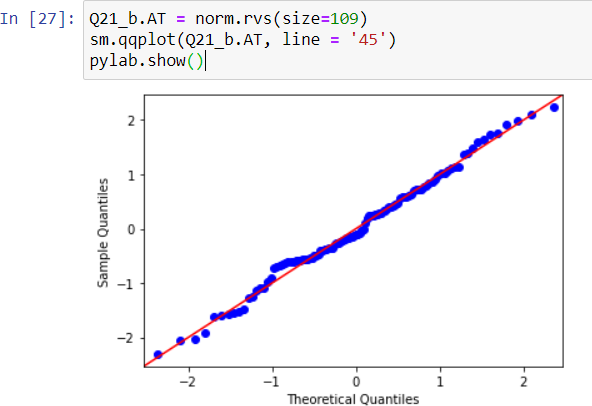 In [27]: Q21_b.AT = norm.rvs(size=109)
sm.qqplot(Q21_b.AT, line = '45')
pylab.show()
2
1
0
−1
−2
Sample Quantiles
−2 −1 0 1 2
Theoretical Quantiles